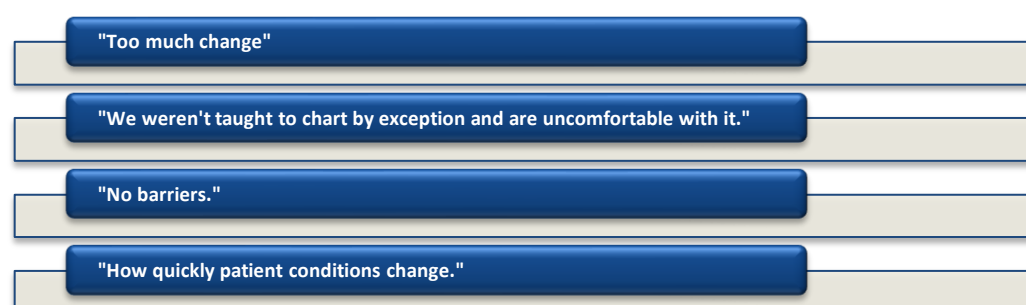 "Too much change"
"We weren't taught to chart by exception and are uncomfortable with it."
"No barriers."
"How quickly patient conditions change."